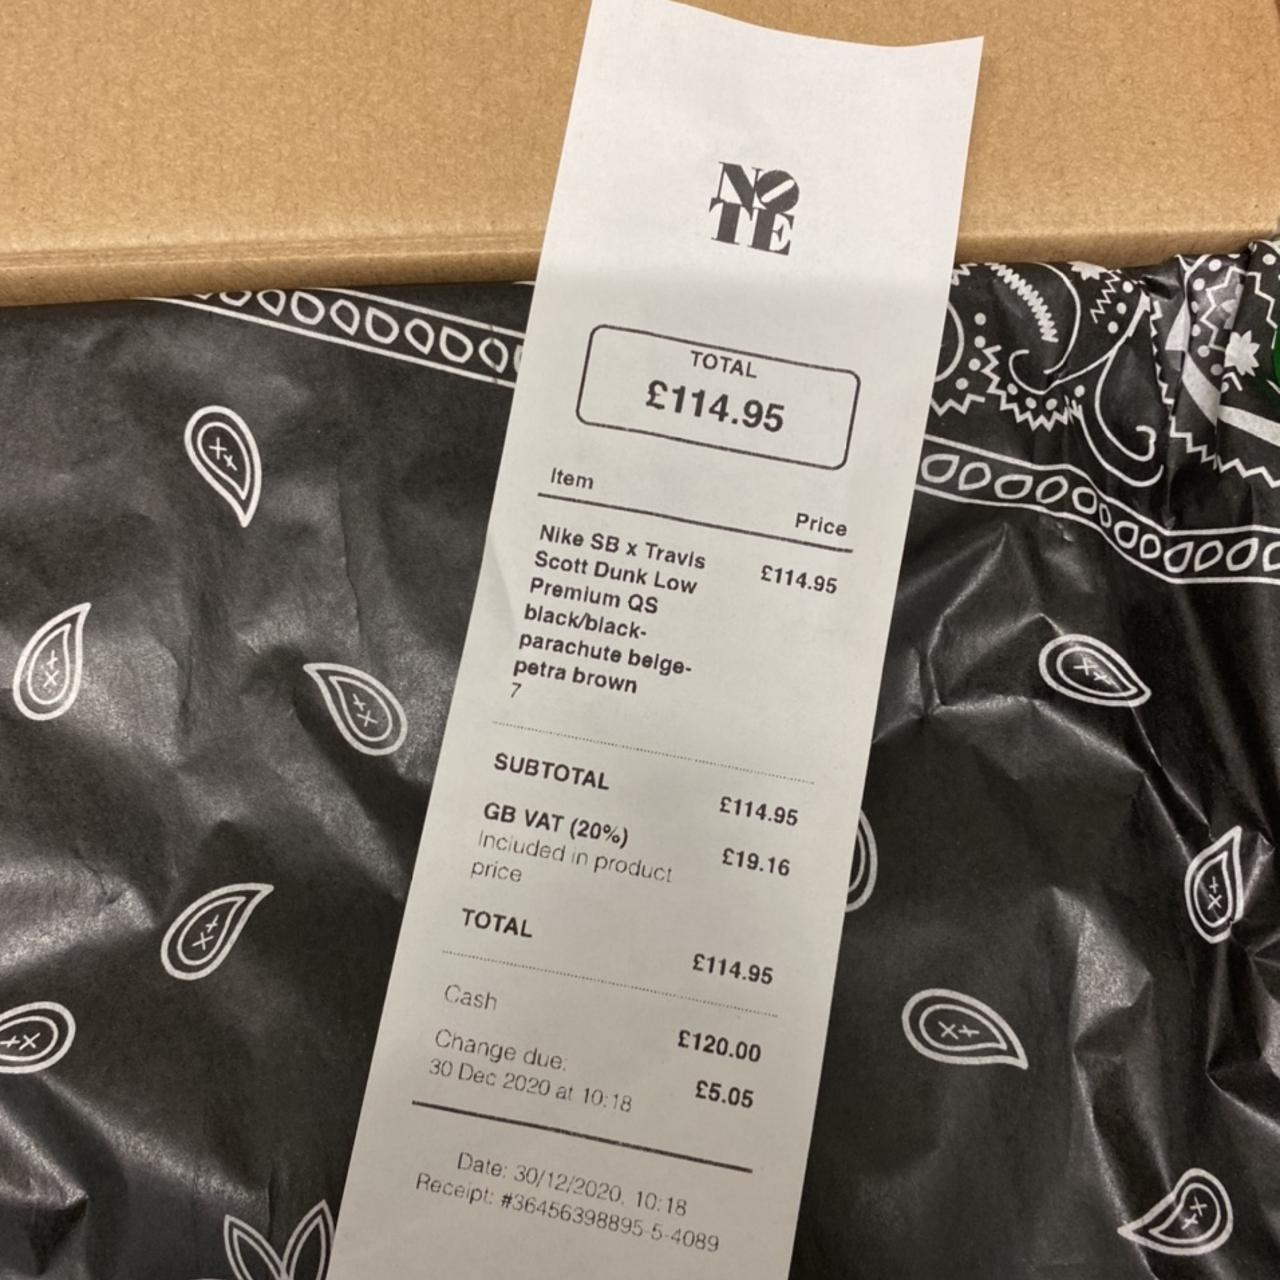 NO
TE
TOTAL
£114.95
Item Price
Nike SB x Travis £114.95
Scott Dunk Low
Premium QS
black/black-
parachute beige-
petra brown
7
SUBTOTAL £114.95
GB VAT (20%) £19.16
Included in product
price
TOTAL £114.95
Cash £120.00
Change due: £5.05
30 Dec 2020 at 10:18
Date: 30/12/2020, 10:18
Receipt: #36456398895-5-4089